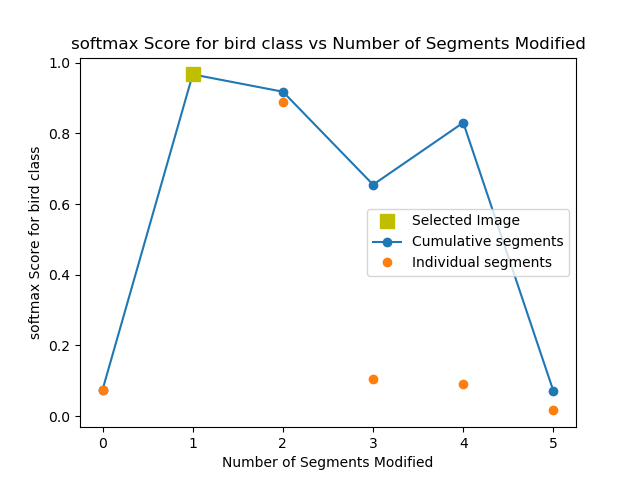 softmax Score for bird class vs Number of Segments Modified
softmax Score for bird class
1.0
0.8
0.6
0.4
0.2
0.0
Selected Image
Cumulative segments
Individual segments
0 1 2 3 4 5
Number of Segments Modified